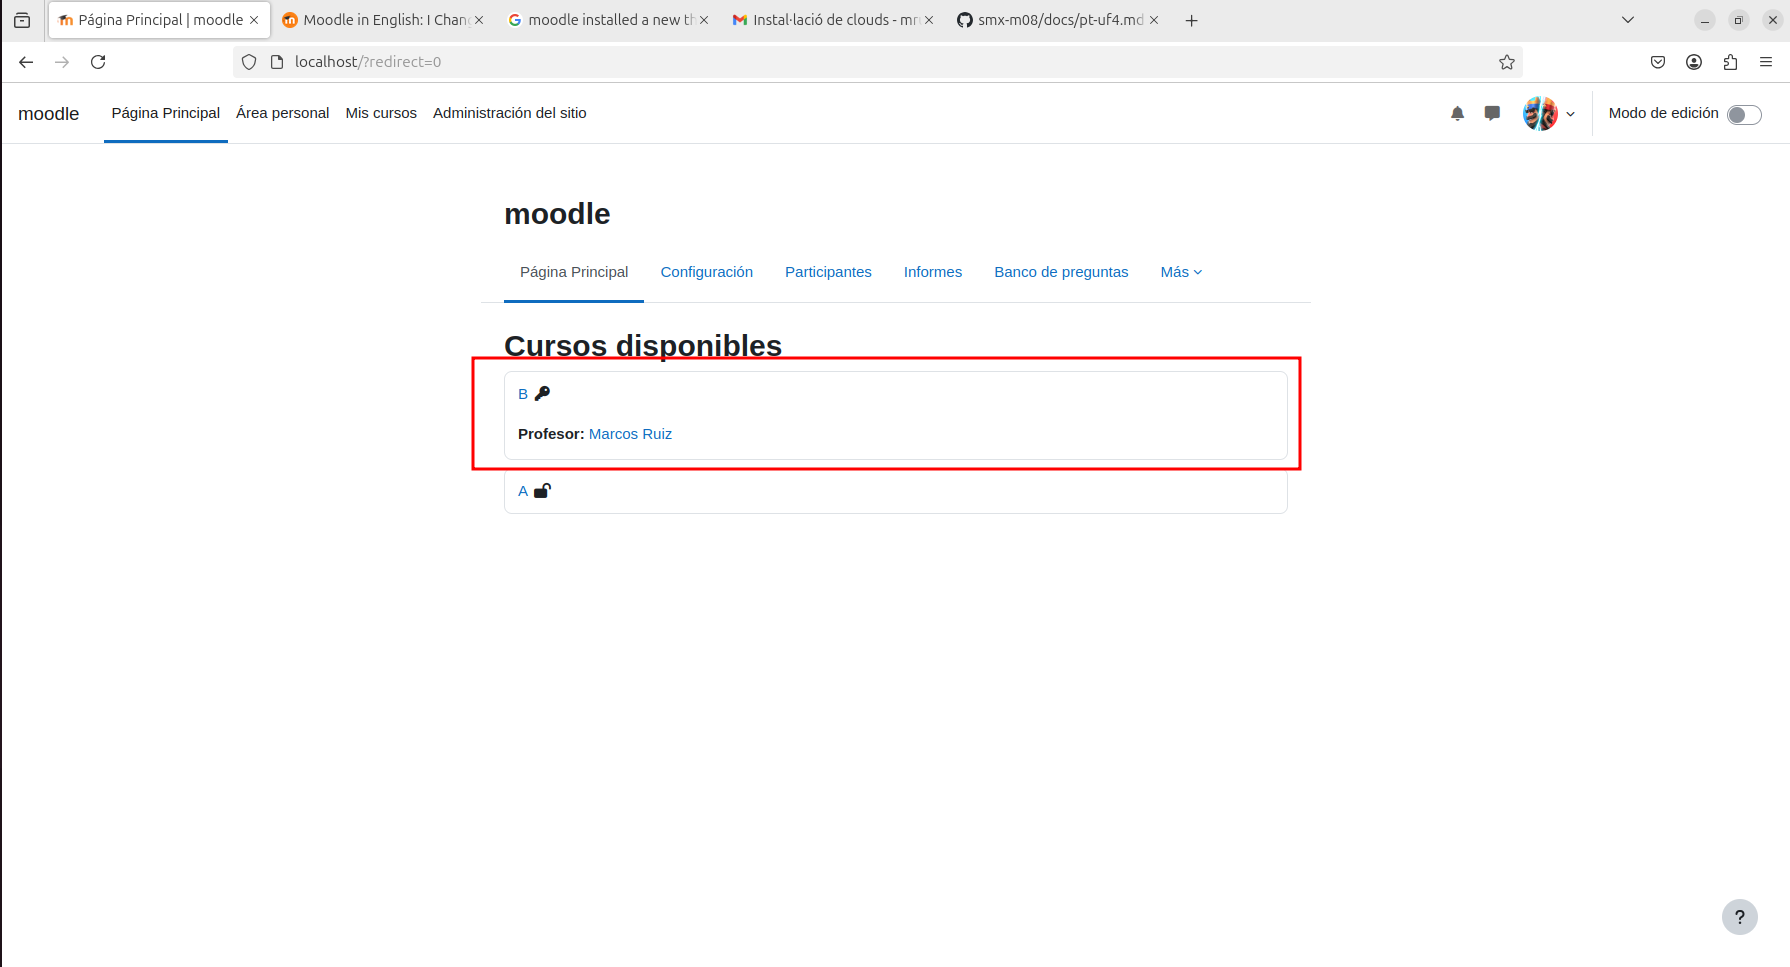 Página Principal | moodle
Moodle in English: I Chang
moodle installed a new th
Instal·lació de clouds - mru
smx-m08/docs/pt-uf4.md
localhost/?redirect=0
moodle
Página Principal
Área personal
Mis cursos
Administración del sitio
Modo de edición
moodle
Página Principal
Configuración
Participantes
Informes
Banco de preguntas
Más
Cursos disponibles
B
Profesor: Marcos Ruiz
A
?